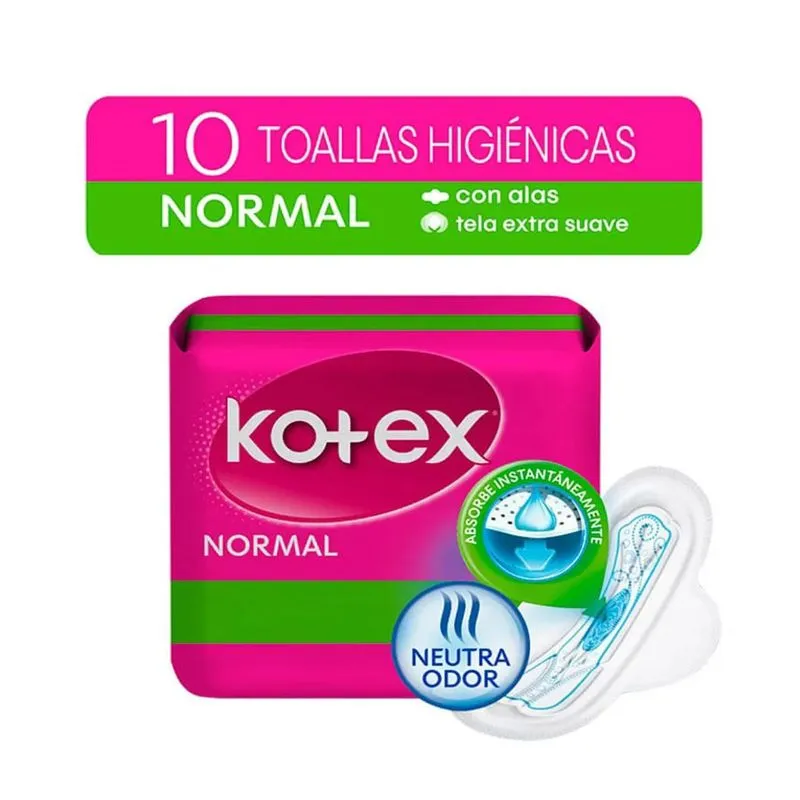 10 TOALLAS HIGIÉNICAS
NORMAL
con alas
tela extra suave
kotex
NORMAL
ABSORBE INSTANTÁNEAMENTE
NEUTRA
ODOR